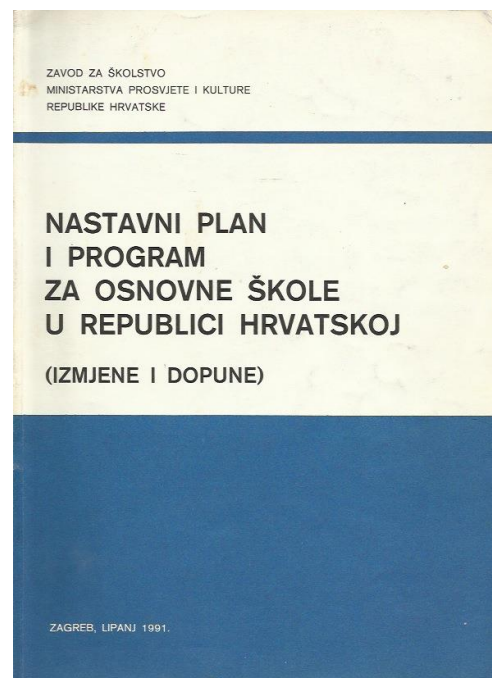 ZAVOD ZA ŠKOLSTVO
MINISTARSTVA PROSVJETE I KULTURE
REPUBLIKE HRVATSKE
NASTAVNI PLAN
I PROGRAM
ZA OSNOVNE ŠKOLE
U REPUBLICI HRVATSKOJ
(IZMJENE I DOPUNE)
ZAGREB, LIPANJ 1991.